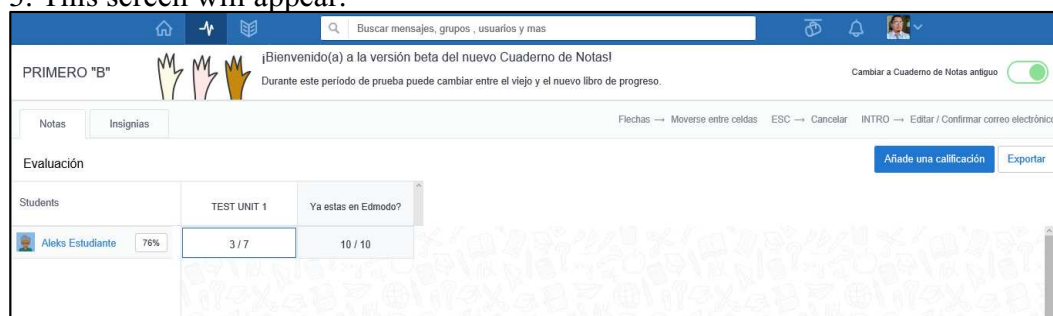 5. This screen will appear:
Buscar mensajes, grupos , usuarios y mas
PRIMERO "B"
¡Bienvenido(a) a la versión beta del nuevo Cuaderno de Notas!
Durante este período de prueba puede cambiar entre el viejo y el nuevo libro de progreso.
Cambiar a Cuaderno de Notas antiguo
Notas Insignias
Flechas → Moverse entre celdas ESC → Cancelar INTRO → Editar / Confirmar correo electrónico
Evaluación
Añade una calificación Exportar
Students TEST UNIT 1 Ya estas en Edmodo?
Aleks Estudiante 76% 3 / 7 10 / 10